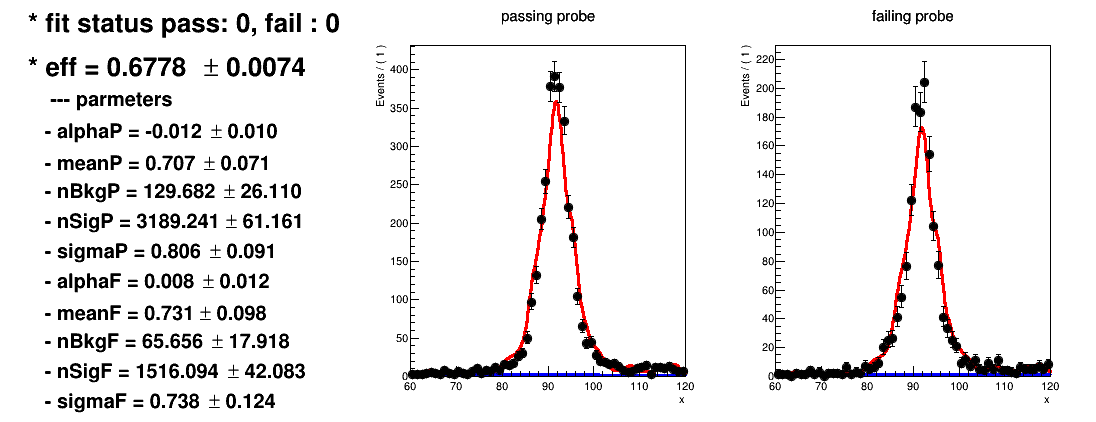 * fit status pass: 0, fail : 0
* eff = 0.6778 ± 0.0074
--- parmeters
- alphaP = -0.012 ± 0.010
- meanP = 0.707 ± 0.071
- nBkgP = 129.682 ± 26.110
- nSigP = 3189.241 ± 61.161
- sigmaP = 0.806 ± 0.091
- alphaF = 0.008 ± 0.012
- meanF = 0.731 ± 0.098
- nBkgF = 65.656 ± 17.918
- nSigF = 1516.094 ± 42.083
- sigmaF = 0.738 ± 0.124
passing probe
Events / ( 1 )
400
350
300
250
200
150
100
50
0
60 70 80 90 100 110 120
x
failing probe
Events / ( 1 )
220
200
180
160
140
120
100
80
60
40
20
0
60 70 80 90 100 110 120
x